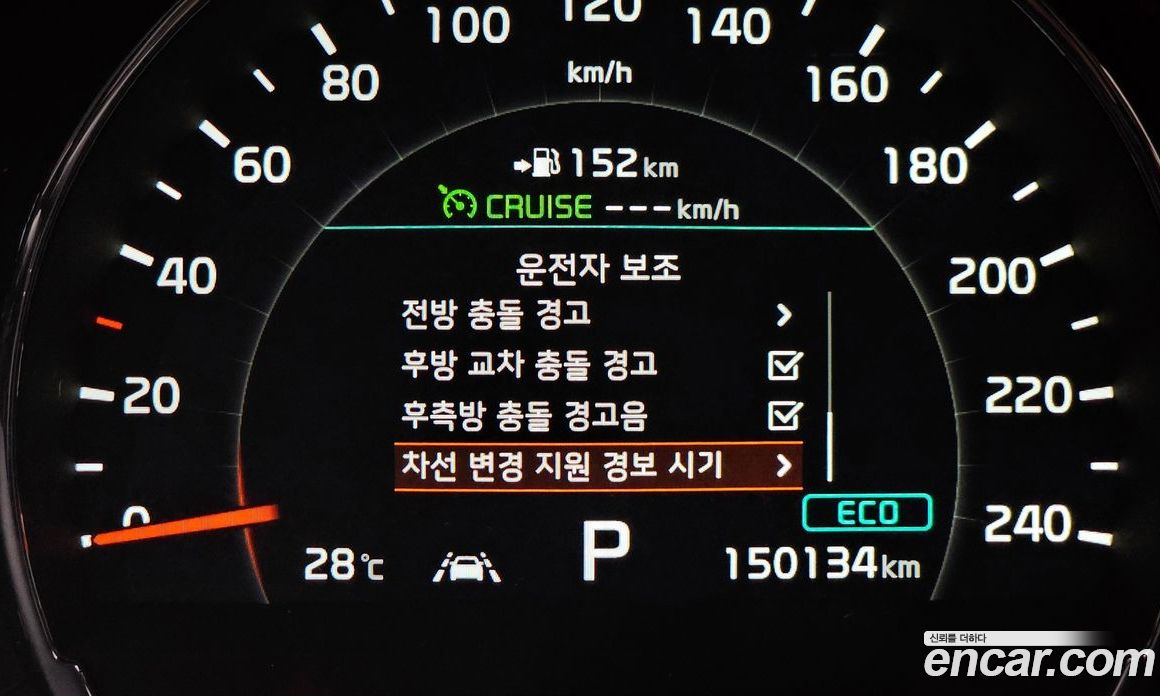 120
100
140
km/h
80
160
152 km
60
180
CRUISE ---km/h
운전자 보조
40
200
전방 충돌 경고
후방 교차 충돌 경고
20
220
후측방 충돌 경고음
차선 변경 지원 경보 시기
ECO
0
240
28℃
P
150134km
신뢰를 더하다
encar.com